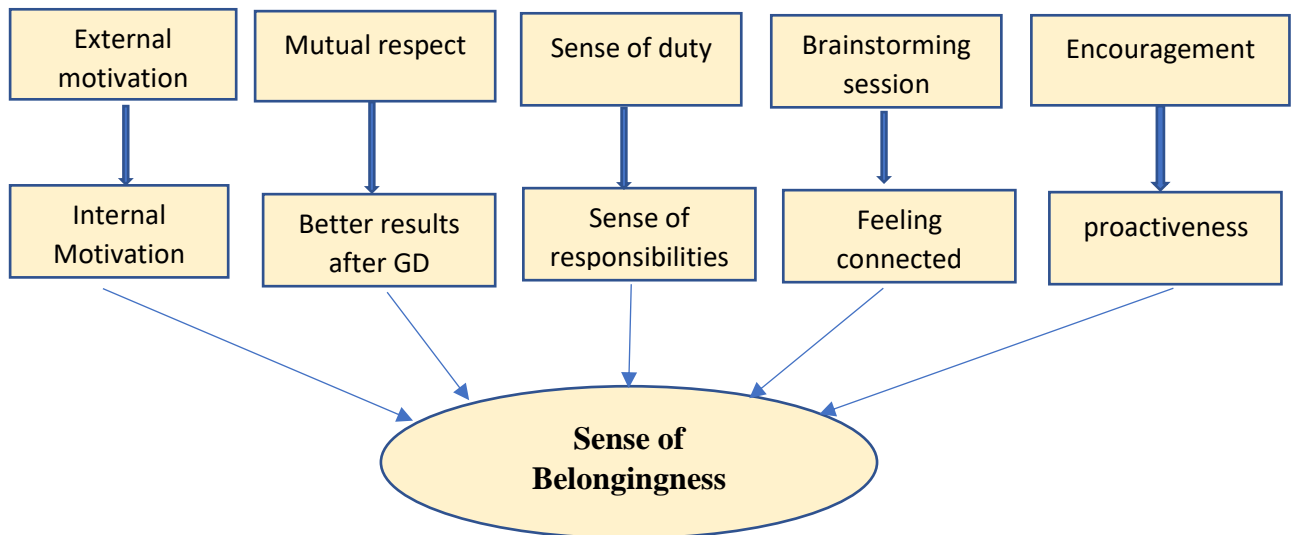 External
motivation
Mutual respect
Sense of duty
Brainstorming
session
Encouragement
Internal
Motivation
Better results
after GD
Sense of
responsibilities
Feeling
connected
proactiveness
Sense of
Belongingness